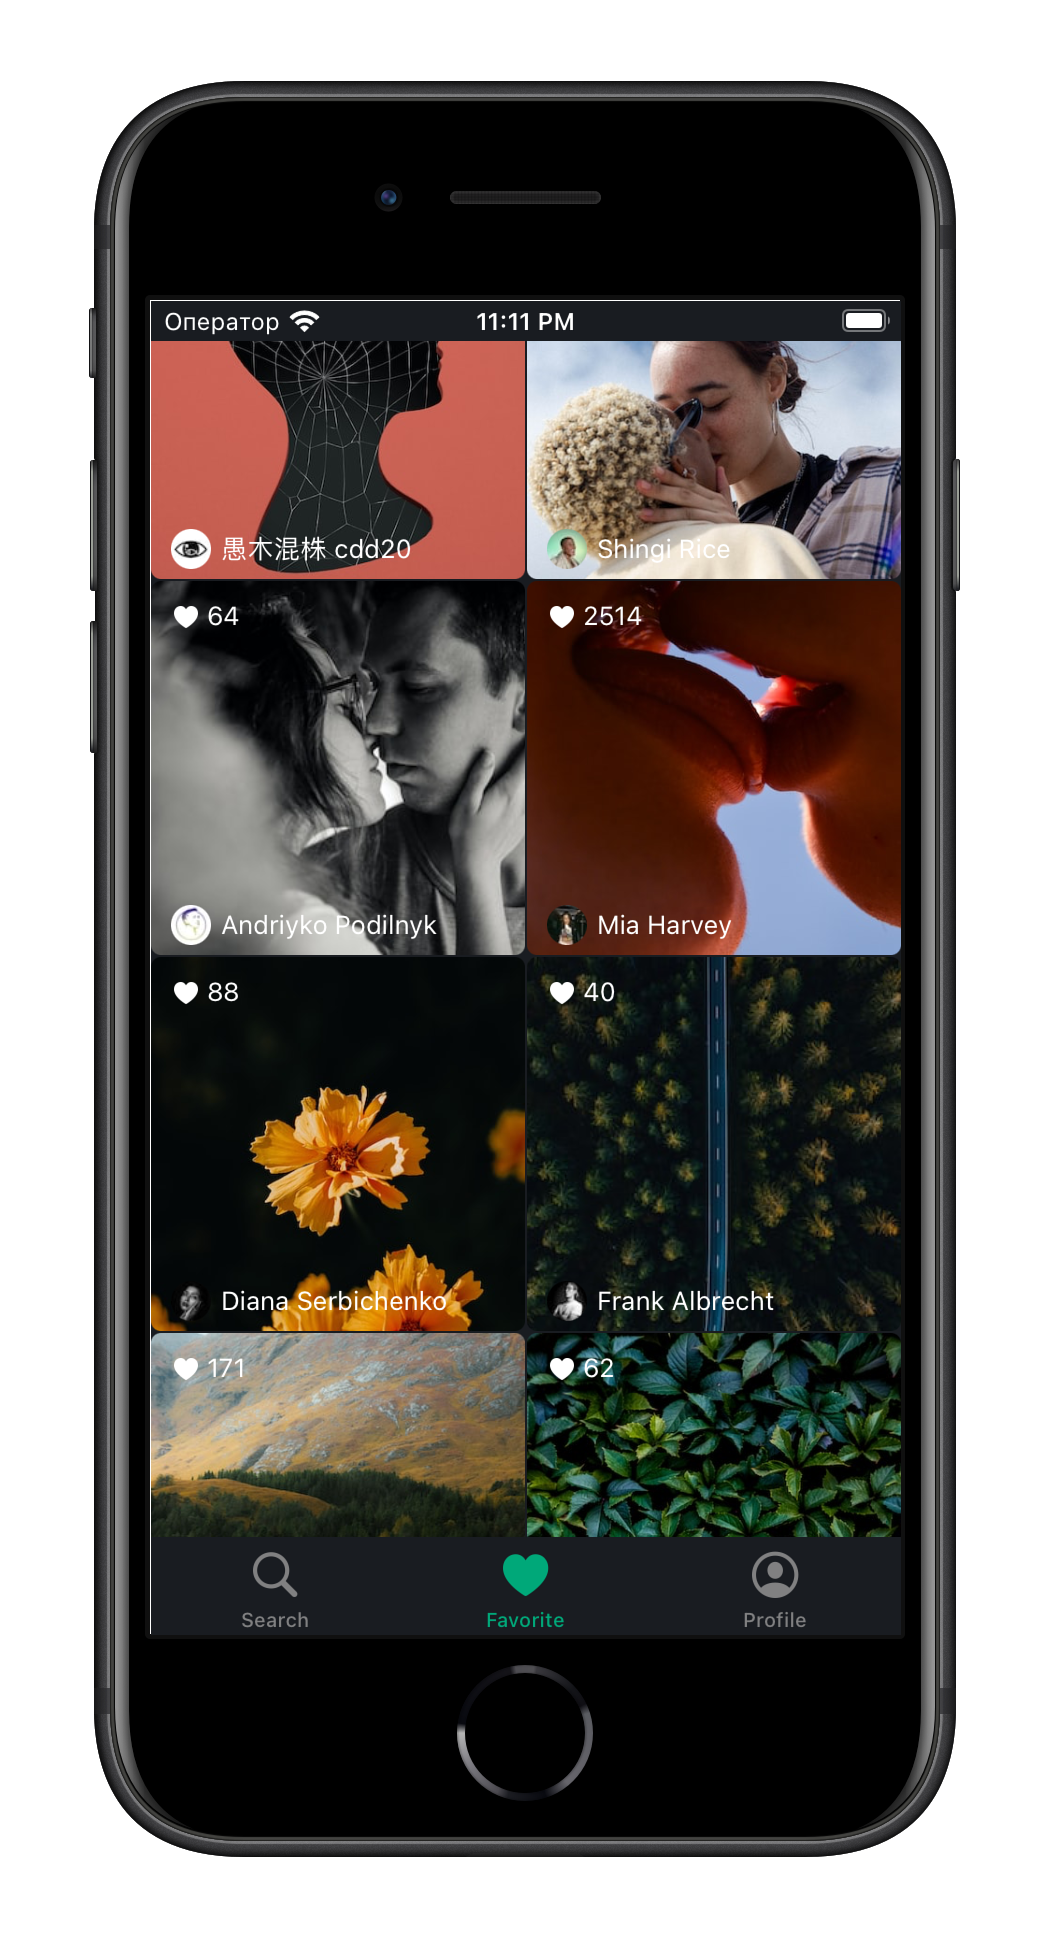 Оператор 11:11 PM
愚木混株 cdd20
Shingi Rice
64
2514
Andriyko Podilnyk
Mia Harvey
88
40
Diana Serbichenko
Frank Albrecht
171
62
Search
Favorite
Profile